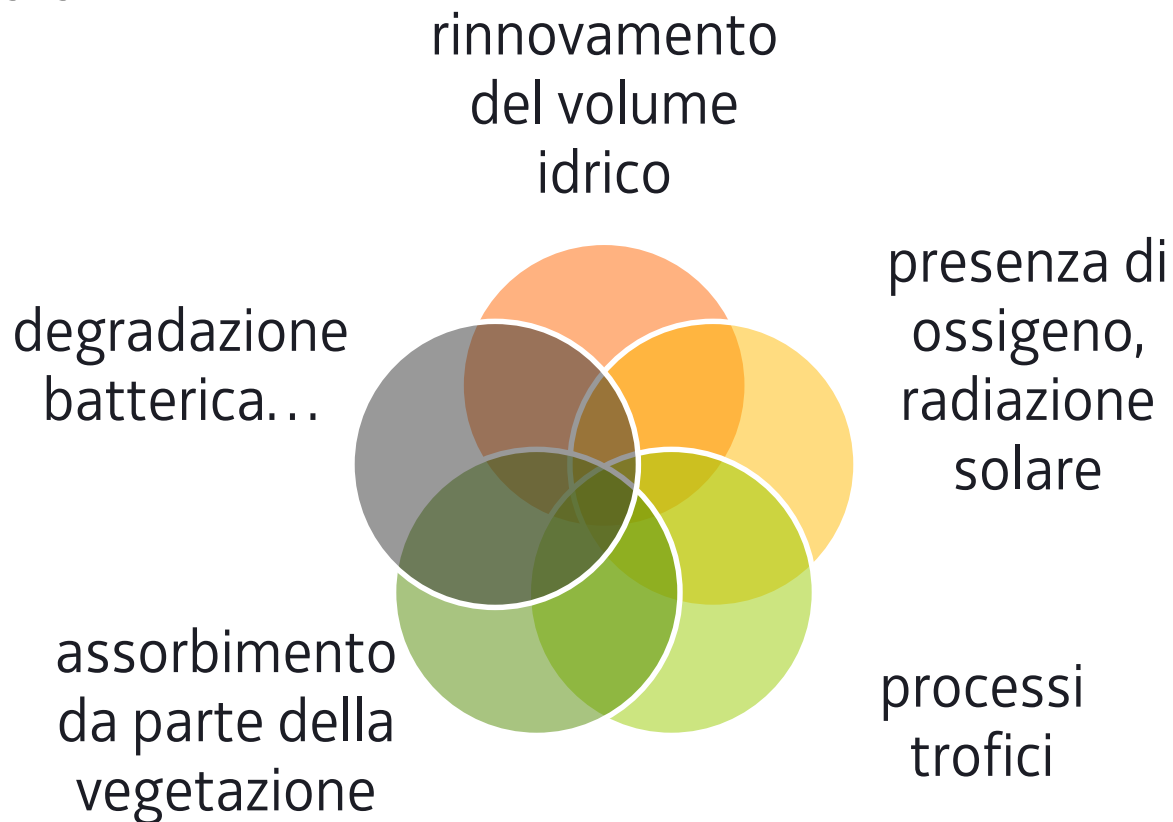 rinnovamento
del volume
idrico
presenza di
ossigeno,
radiazione
solare
processi
trofici
assorbimento
da parte della
vegetazione
degradazione
batterica…